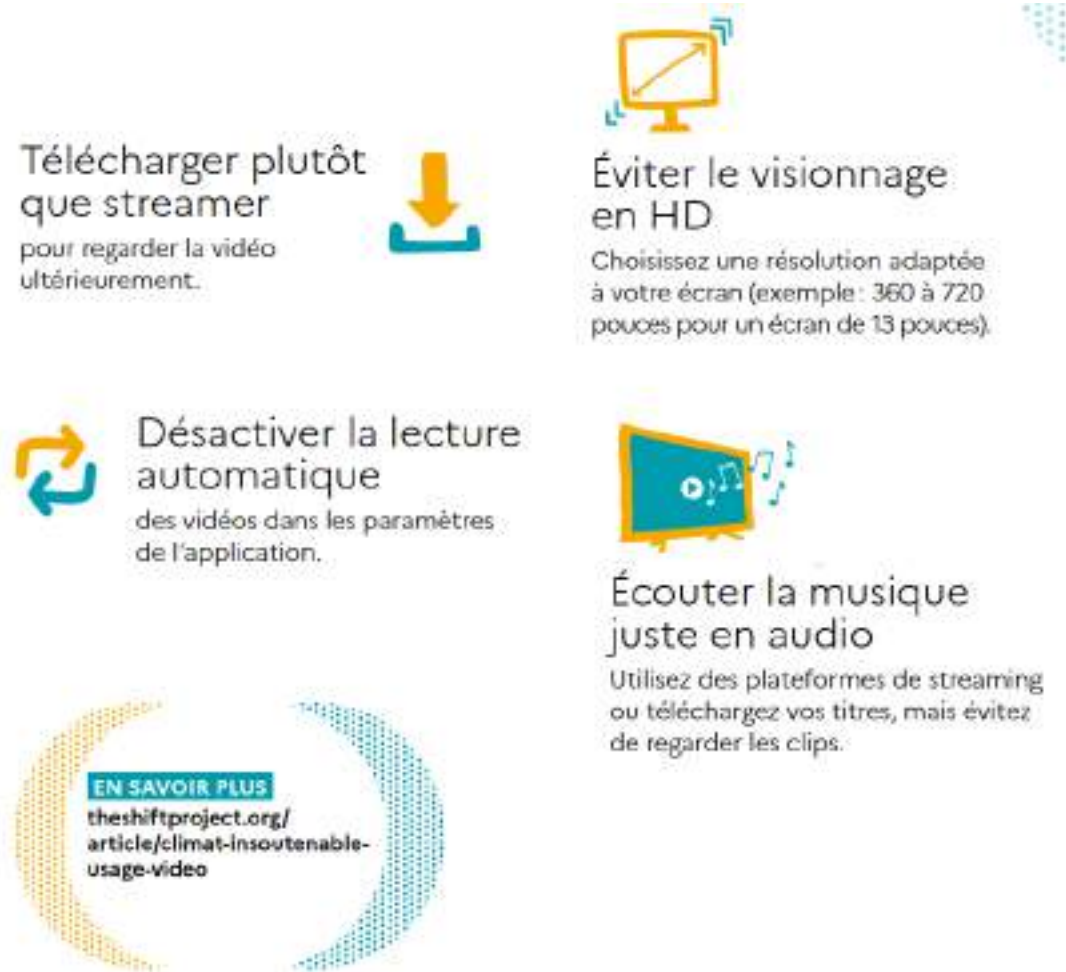 Télécharger plutôt
que streamer
pour regarder la vidéo
ultérieurement.
Éviter le visionnage
en HD
Choisissez une résolution adaptée
à votre écran (exemple : 360 à 720
pouces pour un écran de 13 pouces).
Désactiver la lecture
automatique
des vidéos dans les paramètres
de l'application.
Écouter la musique
juste en audio
Utilisez des plateformes de streaming
ou téléchargez vos titres, mais évitez
de regarder les clips.
EN SAVOIR PLUS
theshiftproject.org/
article/climat-insoutenable-
usage-video